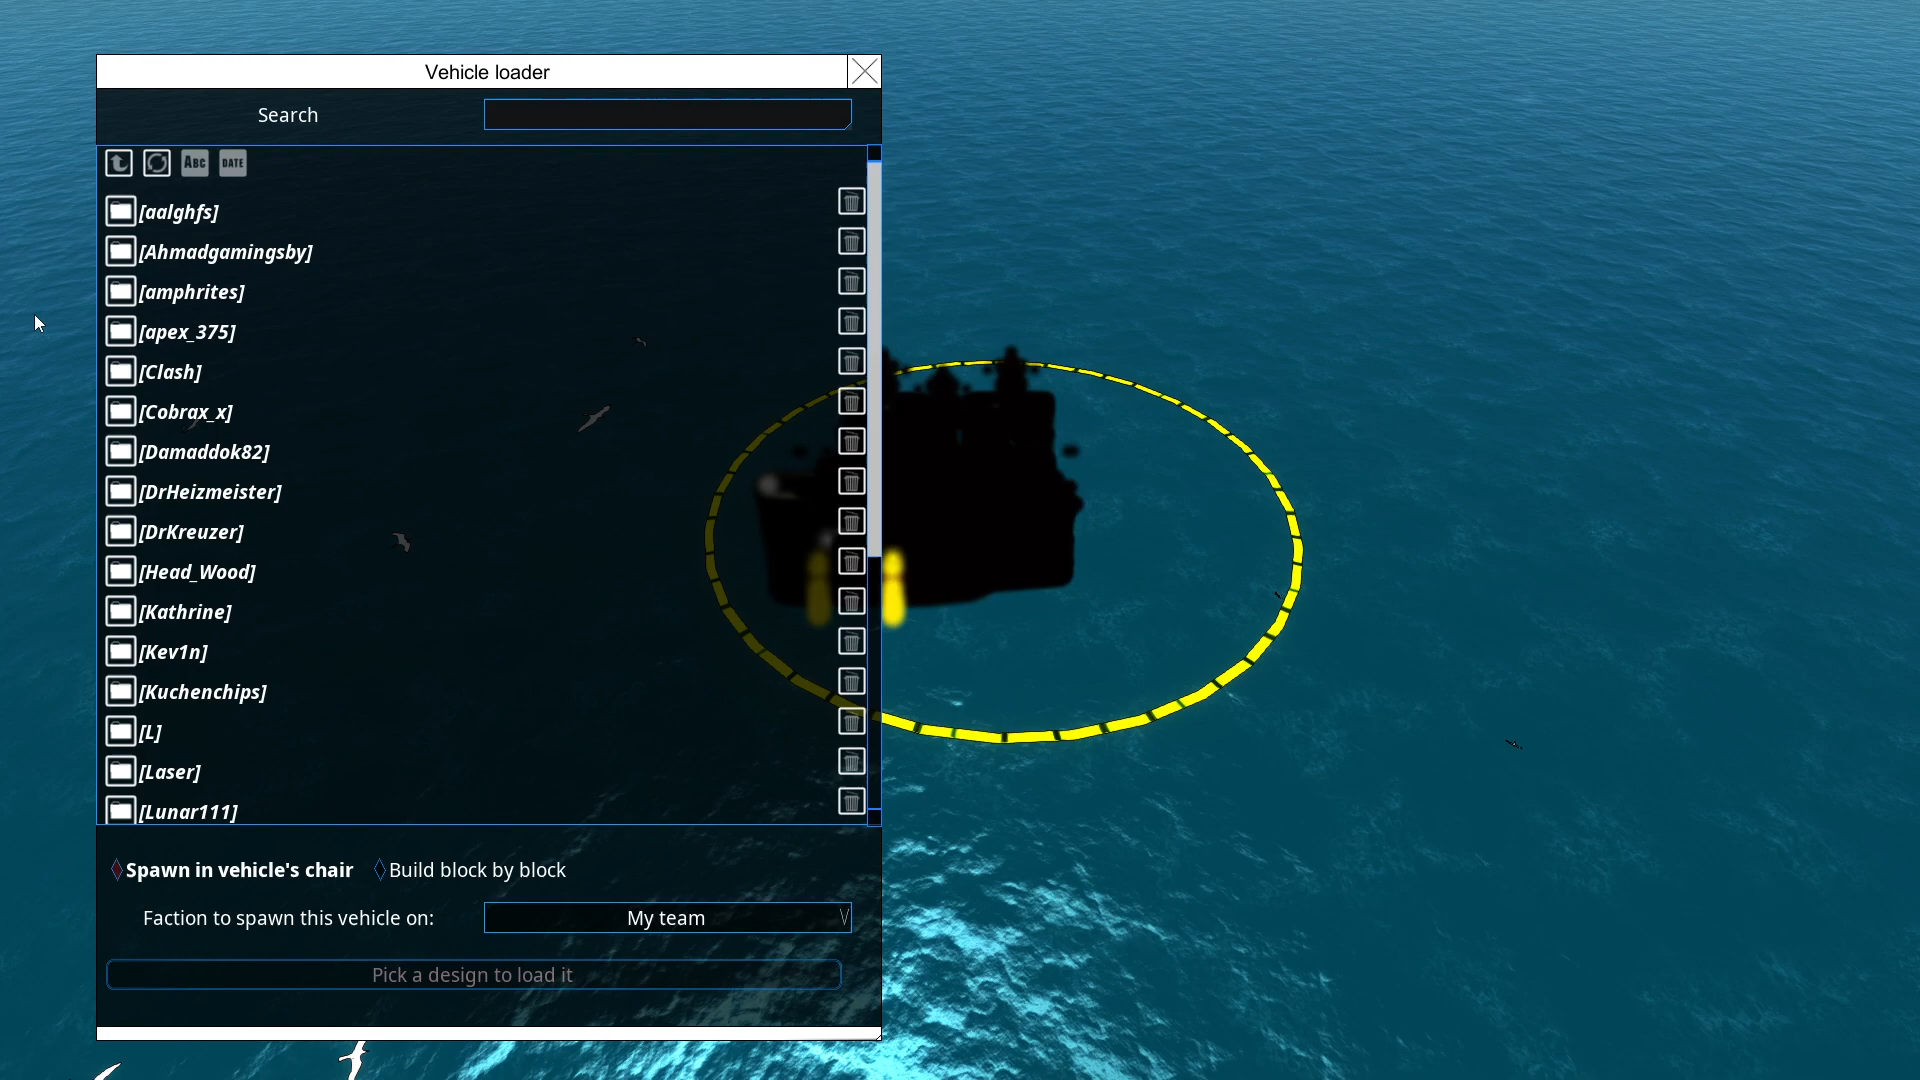 Vehicle loader
Search
ABC DATE
[aalghfs]
[Ahmadgamingsby]
[amphrites]
[apex_375]
[Clash]
[Cobrax_x]
[Damaddok82]
[DrHeizmeister]
[DrKreuzer]
[Head_Wood]
[Kathrine]
[Kev1n]
[Kuchenchips]
[L]
[Laser]
[Lunar111]
Spawn in vehicle's chair Build block by block
Faction to spawn this vehicle on: My team
Pick a design to load it